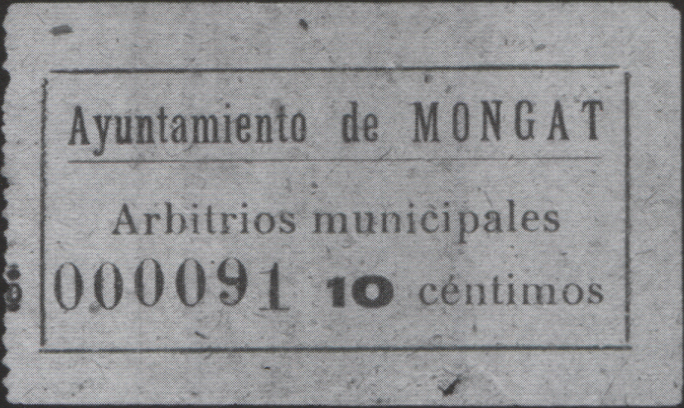 Ayuntamiento de MONGAT
Arbitrios municipales
000091 10 céntimos